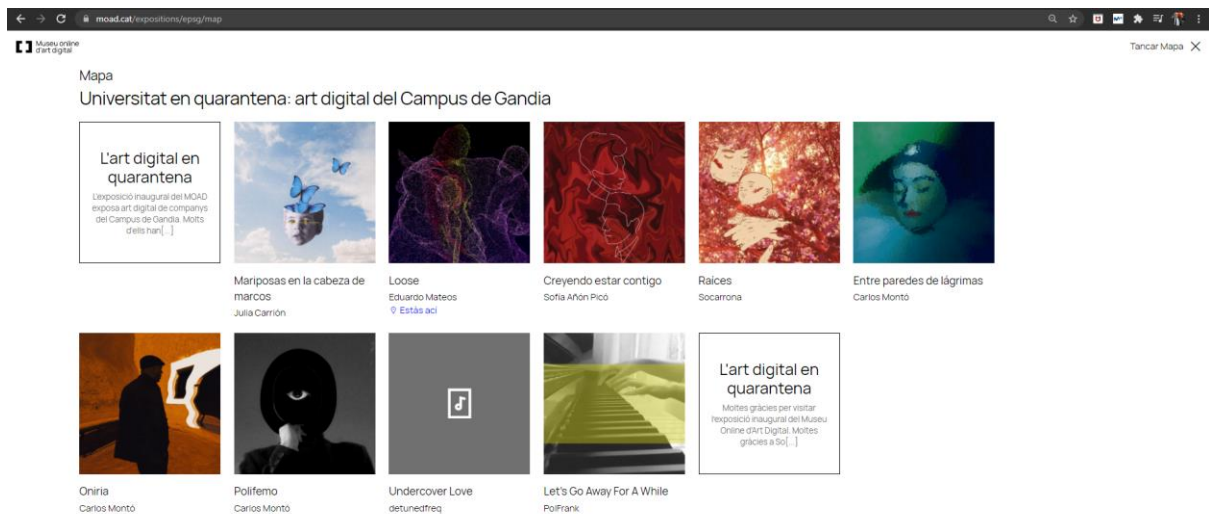 moad.cat/expositions/epsg/map
Museu online
d'art digital
Tancar Mapa
Mapa
Universitat en quarantena: art digital del Campus de Gandia
L'art digital en
quarantena
L'exposició inaugural del MOAD
exposa art digital de companys
del Campus de Gandia. Molts
d'ells han[...]
Mariposas en la cabeza de
marcos
Julia Carrión
Loose
Eduardo Mateos
Estàs ací
Creyendo estar contigo
Sofía Añón Picó
Raíces
Socarrona
Entre paredes de lágrimas
Carlos Montó
Oniria
Carlos Montó
Polifemo
Carlos Montó
Undercover Love
detunedfreq
Let's Go Away For A While
PolFrank
L'art digital en
quarantena
Moltes gràcies per visitar
l'exposició inaugural del Museu
Online d'Art Digital. Moltes
gràcies a So[...]